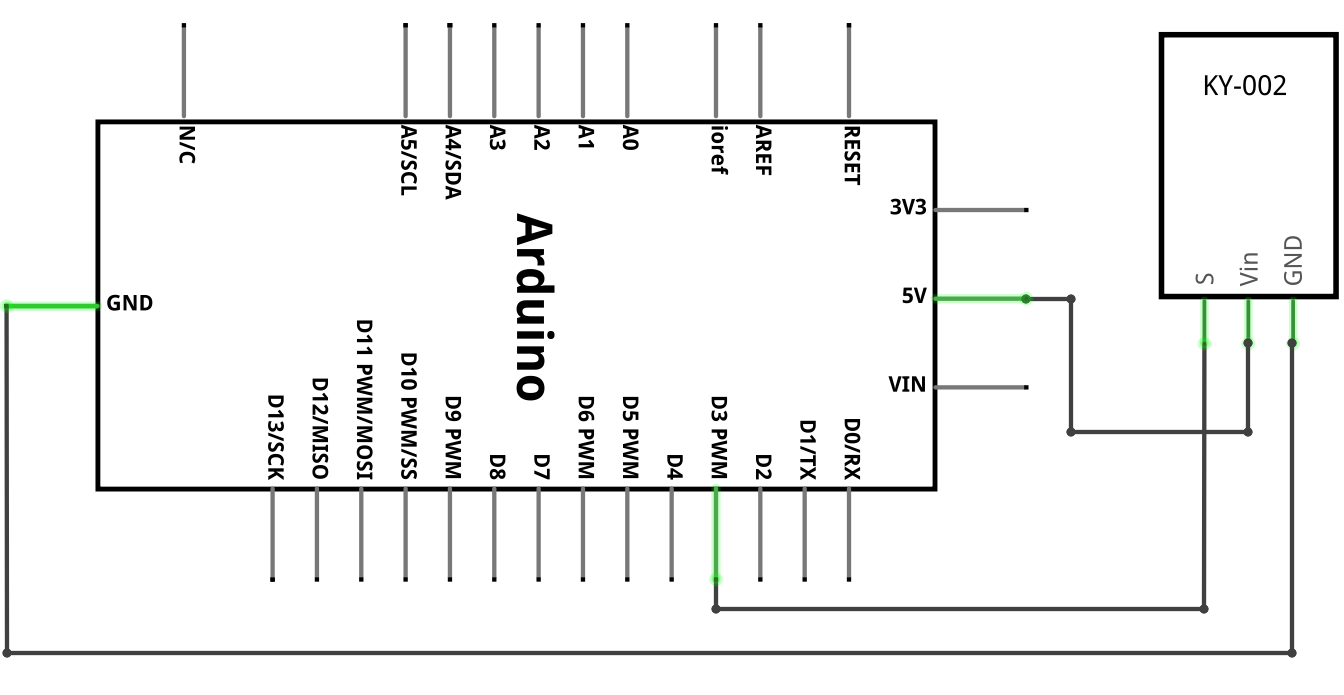 KY-002
N/C
A5/SCL
A4/SDA
A3
A2
A1
A0
ioref
AREF
RESET
3V3
5V
VIN
S
Vin
GND
GND
Arduino
D13/SCK
D12/MISO
D11 PWM/MOSI
D10 PWM/SS
D9 PWM
D8
D7
D6 PWM
D5 PWM
D4
D3 PWM
D2
D1/TX
D0/RX